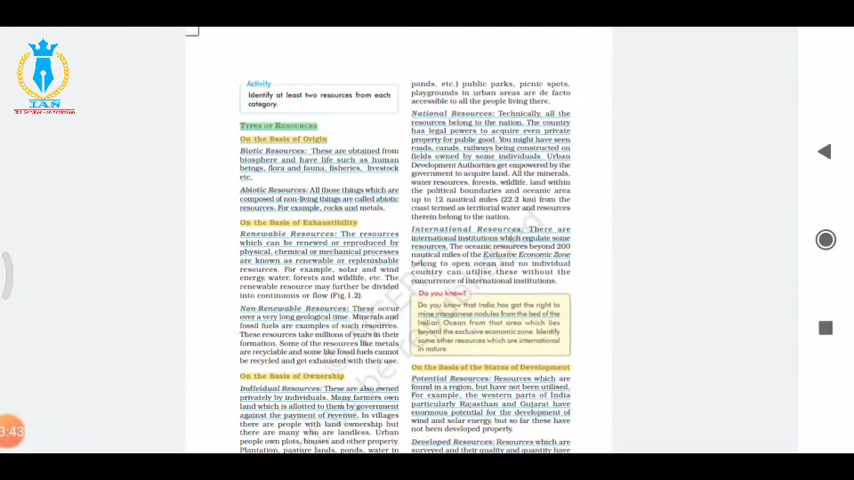 IAS
Activity
Identify at least two resources from each
category.
TYPES OF RESOURCES
On the Basis of Origin
Biotic Resources: These are obtained from
biosphere and have life such as human
beings, flora and fauna, fisheries, livestock
etc.
Abiotic Resources: All those things which are
composed of non-living things are called abiotic
resources. For example, rocks and metals.
On the Basis of Exhaustibility
Renewable Resources: The resources
which can be renewed or reproduced by
physical, chemical or mechanical processes
are known as renewable or replenishable
resources. For example, solar and wind
energy, water, forests and wildlife, etc. The
renewable resource may further be divided
into continuous or flow (Fig.1.2).
Non-Renewable Resources: These occur
over a very long geological time. Minerals and
fossil fuels are examples of such resources.
These resources take millions of years in their
formation. Some of the resources like metals
are recyclable and some like fossil fuels cannot
be recycled and get exhausted with their use.
On the Basis of Ownership
Individual Resources: These are also owned
privately by individuals. Many farmers own
land which is allotted to them by government
against the payment of revenue. In villages
there are people with land ownership but
there are many who are landless. Urban
people own plots, houses and other property.
Plantation, pasture lands, ponds, water in
ponds, etc.) public parks, picnic spots,
playgrounds in urban areas are de facto
accessible to all the people living there.
National Resources: Technically, all the
resources belong to the nation. The country
has legal powers to acquire even private
property for public good. You might have seen
roads, canals, railways being constructed on
fields owned by some individuals. Urban
Development Authorities get empowered by the
government to acquire land. All the minerals,
water resources, forests, wildlife, land within
the political boundaries and oceanic area
up to 12 nautical miles (22.2 km) from the
coast termed as territorial water and resources
therein belong to the nation.
International Resources: There are
international institutions which regulate some
resources. The oceanic resources beyond 200
nautical miles of the Exclusive Economic Zone
belong to open ocean and no individual
country can utilise these without the
concurrence of international institutions.
Do you know?
Do you know that India has got the right to
mine manganese nodules from the bed of the
Indian Ocean from that area which lies
beyond the exclusive economic zone. Identify
some other resources which are international
in nature.
On the Basis of the Status of Development
Potential Resources: Resources which are
found in a region, but have not been utilised.
For example, the western parts of India
particularly Rajasthan and Gujarat have
enormous potential for the development of
wind and solar energy, but so far these have
not been developed properly.
Developed Resources: Resources which are
surveyed and their quality and quantity have
3:43